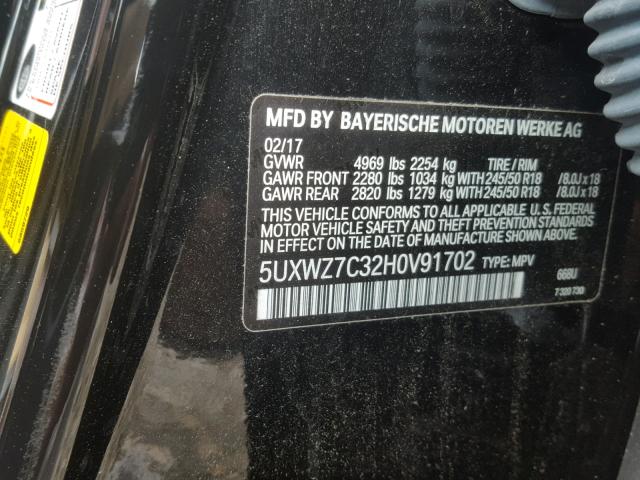 MFD BY BAYERISCHE MOTOREN WERKE AG
02/17
GVWR 4969 lbs 2254 kg TIRE / RIM
GAWR FRONT 2280 lbs 1034 kg WITH 245/50 R18 /8.0J x 18
GAWR REAR 2820 lbs 1279 kg WITH 245/50 R18 /8.0J x 18
THIS VEHICLE CONFORMS TO ALL APPLICABLE U. S. FEDERAL
MOTOR VEHICLE SAFETY AND THEFT PREVENTION
STANDARDS IN EFFECT ON THE DATE OF MANUFACTURE
SHOWN ABOVE.
5UXWZ7C32H0V91702 TYPE: MPV 668U
7 320 730